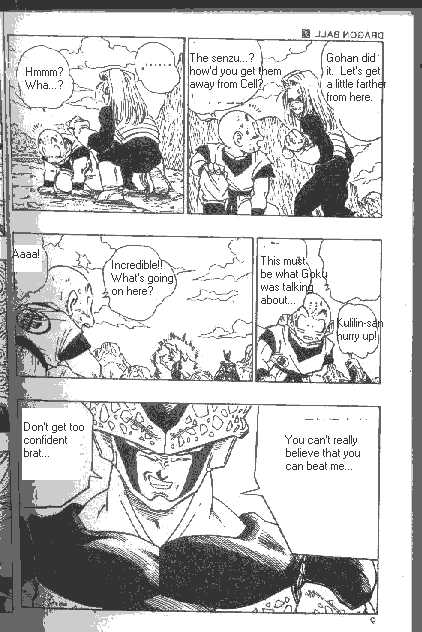 DRAGON BALL
Hmmm?
Wha...?
........
The senzu...?
how'd you get them
away from Cell?
Gohan did
it. Let's get
a little farther
from here.
Aaaa!
Incredible!!
What's going
on here?
This must
be what Goku
was talking
about...
Kulilin-san
hurry up!
Don't get too
confident
brat...
You can't really
believe that you
can beat me...
9